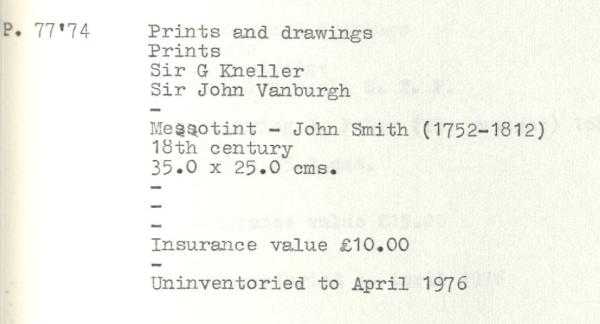 P. 77'74 Prints and drawings
Prints
Sir G Kneller
Sir John Vanburgh
-
Messotint - John Smith (1752-1812)
18th century
35.0 x 25.0 cms.
-
-
-
Insurance value £10.00
-
Uninventoried to April 1976